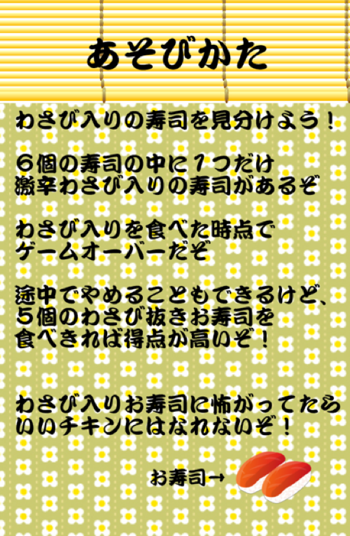 あそびかた
わさび入りの寿司を見分けよう！
６個の寿司の中に１つだけ
激辛わさび入りの寿司があるぞ
わさび入りを食べた時点で
ゲームオーバーだぞ
途中でやめることもできるけど、
５個のわさび抜きお寿司を
食べきれば得点が高いぞ！
わさび入りお寿司に怖がってたら
いいチキンにはなれないぞ！
お寿司→